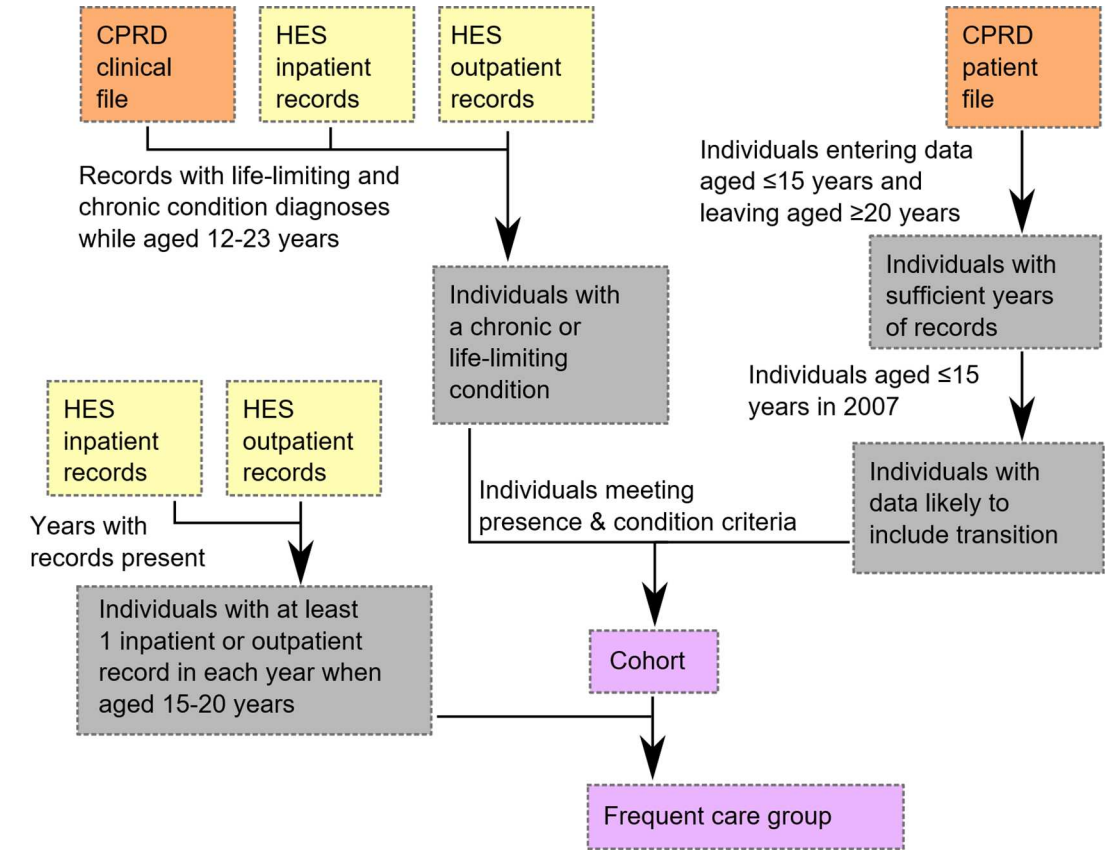 CPRD
clinical
file
HES
inpatient
records
HES
outpatient
records
CPRD
patient
file
Records with life-limiting and
chronic condition diagnoses
while aged 12-23 years
Individuals entering data
aged ≤15 years and
leaving aged ≥20 years
Individuals with
a chronic or
life-limiting
condition
Individuals with
sufficient years
of records
Individuals aged ≤15
years in 2007
HES
inpatient
records
HES
outpatient
records
Individuals with
data likely to
include transition
Years with
records present
Individuals meeting
presence & condition criteria
Individuals with at least
1 inpatient or outpatient
record in each year when
aged 15-20 years
Cohort
Frequent care group